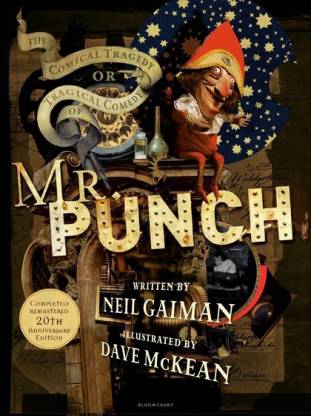 THE
COMICAL TRAGEDY
OR
TRAGICAL COMEDY
OF
MR
PUNCH
WRITTEN BY
NEIL GAIMAN
ILLUSTRATED BY
DAVE McKEAN
COMPLETELY
REMASTERED
20TH
ANNIVERSARY
EDITION
BLOOMSBURY